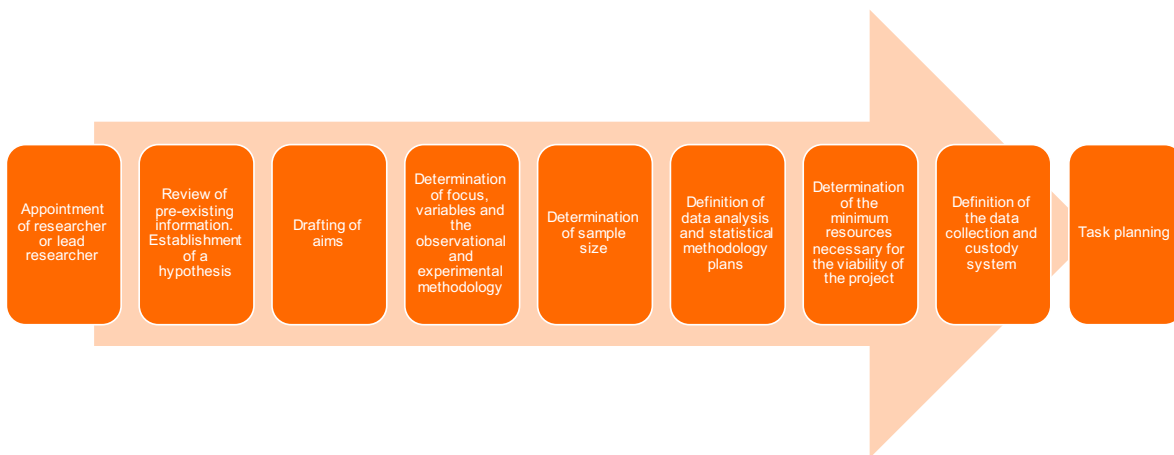 Appointment
of researcher
or lead
researcher
Review of
pre-existing
information.
Establishment
of a
hypothesis
Drafting of
aims
Determination
of focus,
variables and
the
observational
and
experimental
methodology
Determination
of sample
size
Definition of
data analysis
and statistical
methodology
plans
Determination
of the
minimum
resources
necessary for
the viability of
the project
Definition of
the data
collection and
custody
system
Task planning